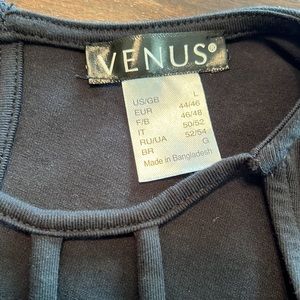 VENUS®
US/GB L
EUR 44/46
F/B 46/48
IT 50/52
RU/UA 52/54
BR G
Made in Bangladesh